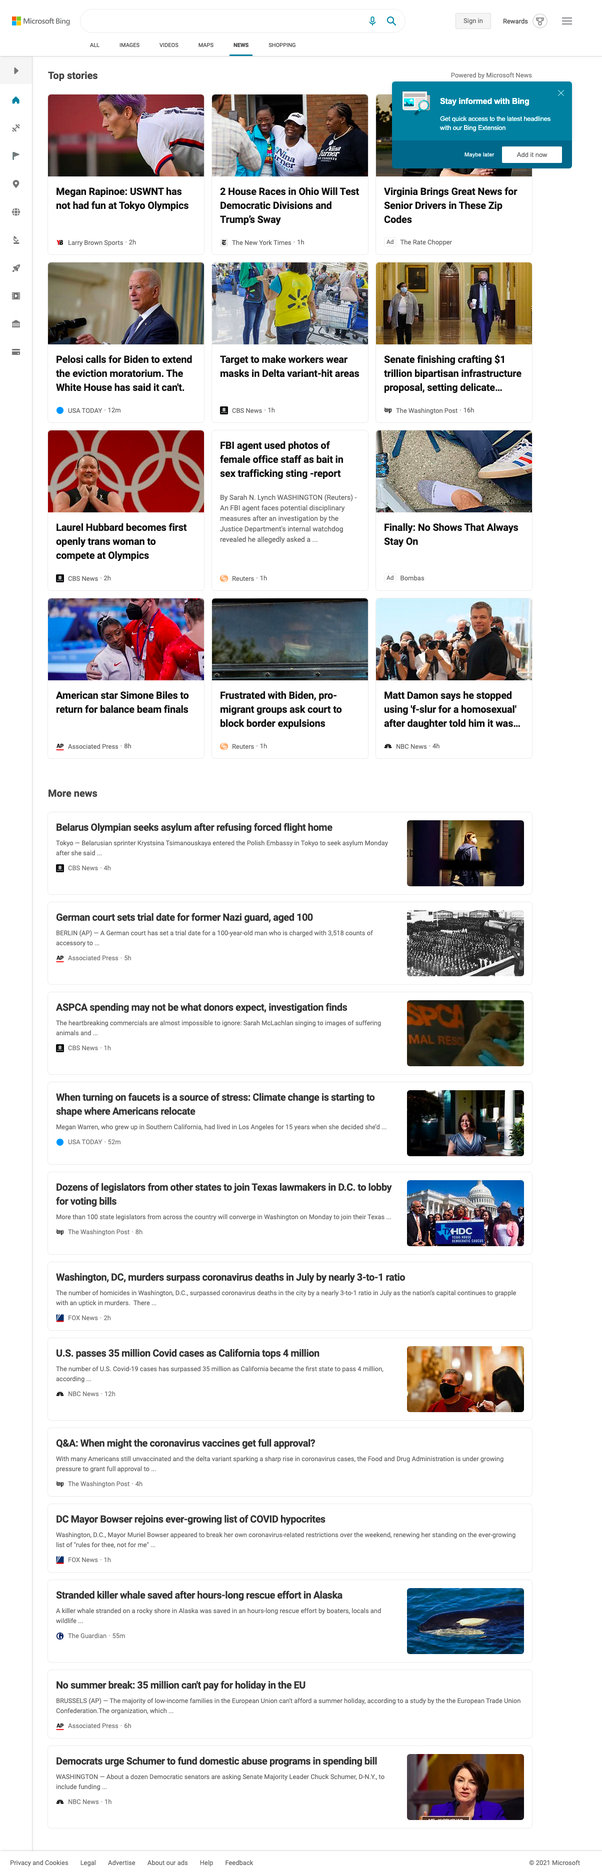 Microsoft Bing
Sign in
Rewards
ALL
IMAGES
VIDEOS
MAPS
NEWS
SHOPPING
Top stories
Powered by Microsoft News
Stay informed with Bing
Get quick access to the latest headlines
with our Bing Extension
Maybe later
Add it now
Megan Rapinoe: USWNT has
not had fun at Tokyo Olympics
Larry Brown Sports · 2h
Nina
Turner
2 House Races in Ohio Will Test
Democratic Divisions and
Trump's Sway
The New York Times · 1h
Virginia Brings Great News for
Senior Drivers in These Zip
Codes
Ad The Rate Chopper
Pelosi calls for Biden to extend
the eviction moratorium. The
White House has said it can't.
USA TODAY · 12m
Target to make workers wear
masks in Delta variant-hit areas
CBS News · 1h
Senate finishing crafting $1
trillion bipartisan infrastructure
proposal, setting delicate...
wp The Washington Post · 16h
Laurel Hubbard becomes first
openly trans woman to
compete at Olympics
CBS News · 2h
FBI agent used photos of
female office staff as bait in
sex trafficking sting -report
By Sarah N. Lynch WASHINGTON (Reuters) -
An FBI agent faces potential disciplinary
measures after an investigation by the
Justice Department's internal watchdog
revealed he allegedly asked a ...
Reuters · 1h
Finally: No Shows That Always
Stay On
Ad Bombas
American star Simone Biles to
return for balance beam finals
AP Associated Press · 8h
Frustrated with Biden, pro-
migrant groups ask court to
block border expulsions
Reuters · 1h
Matt Damon says he stopped
using 'f-slur for a homosexual'
after daughter told him it was...
NBC News · 4h
More news
Belarus Olympian seeks asylum after refusing forced flight home
Tokyo — Belarusian sprinter Krystsina Tsimanouskaya entered the Polish Embassy in Tokyo to seek asylum Monday
after she said ...
CBS News · 4h
German court sets trial date for former Nazi guard, aged 100
BERLIN (AP) — A German court has set a trial date for a 100-year-old man who is charged with 3,518 counts of
accessory to ...
AP Associated Press · 5h
ASPCA spending may not be what donors expect, investigation finds
The heartbreaking commercials are almost impossible to ignore: Sarah McLachlan singing to images of suffering
animals and ...
CBS News · 1h
SPCA
MAL RESC
When turning on faucets is a source of stress: Climate change is starting to
shape where Americans relocate
Megan Warren, who grew up in Southern California, had lived in Los Angeles for 15 years when she decided she'd ...
USA TODAY · 52m
Dozens of legislators from other states to join Texas lawmakers in D.C. to lobby
for voting bills
More than 100 state legislators from across the country will converge in Washington on Monday to join their Texas ...
wp The Washington Post · 8h
HDC
Washington, DC, murders surpass coronavirus deaths in July by nearly 3-to-1 ratio
The number of homicides in Washington, D.C., surpassed coronavirus deaths in the city by a nearly 3-to-1 ratio in July as the nation's capital continues to grapple
with an uptick in murders. There ...
FOX News · 2h
U.S. passes 35 million Covid cases as California tops 4 million
The number of U.S. Covid-19 cases has surpassed 35 million as California became the first state to pass 4 million,
according ...
NBC News · 12h
Q&A: When might the coronavirus vaccines get full approval?
With many Americans still unvaccinated and the delta variant sparking a sharp rise in coronavirus cases, the Food and Drug Administration is under growing
pressure to grant full approval to ...
wp The Washington Post · 4h
DC Mayor Bowser rejoins ever-growing list of COVID hypocrites
Washington, D.C., Mayor Muriel Bowser appeared to break her own coronavirus-related restrictions over the weekend, renewing her standing on the ever-growing
list of "rules for thee, not for me" ...
FOX News · 1h
Stranded killer whale saved after hours-long rescue effort in Alaska
A killer whale stranded on a rocky shore in Alaska was saved in an hours-long rescue effort by boaters, locals and
wildlife ...
The Guardian · 55m
No summer break: 35 million can't pay for holiday in the EU
BRUSSELS (AP) — The majority of low-income families in the European Union can't afford a summer holiday, according to a study by the the European Trade Union
Confederation.The organization, which ...
AP Associated Press · 6h
Democrats urge Schumer to fund domestic abuse programs in spending bill
WASHINGTON — About a dozen Democratic senators are asking Senate Majority Leader Chuck Schumer, D-N.Y., to
include funding ...
NBC News · 1h
Privacy and Cookies
Legal
Advertise
About our ads
Help
Feedback
© 2021 Microsoft